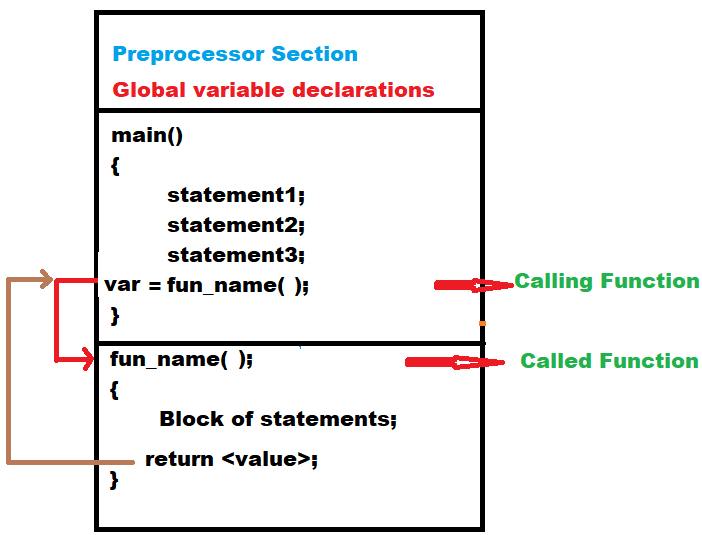 Preprocessor Section
Global variable declarations
main()
{
statement1;
statement2;
statement3;
var = fun_name( );
Calling Function
}
fun_name( );
Called Function
{
Block of statements;
return <value>;
}